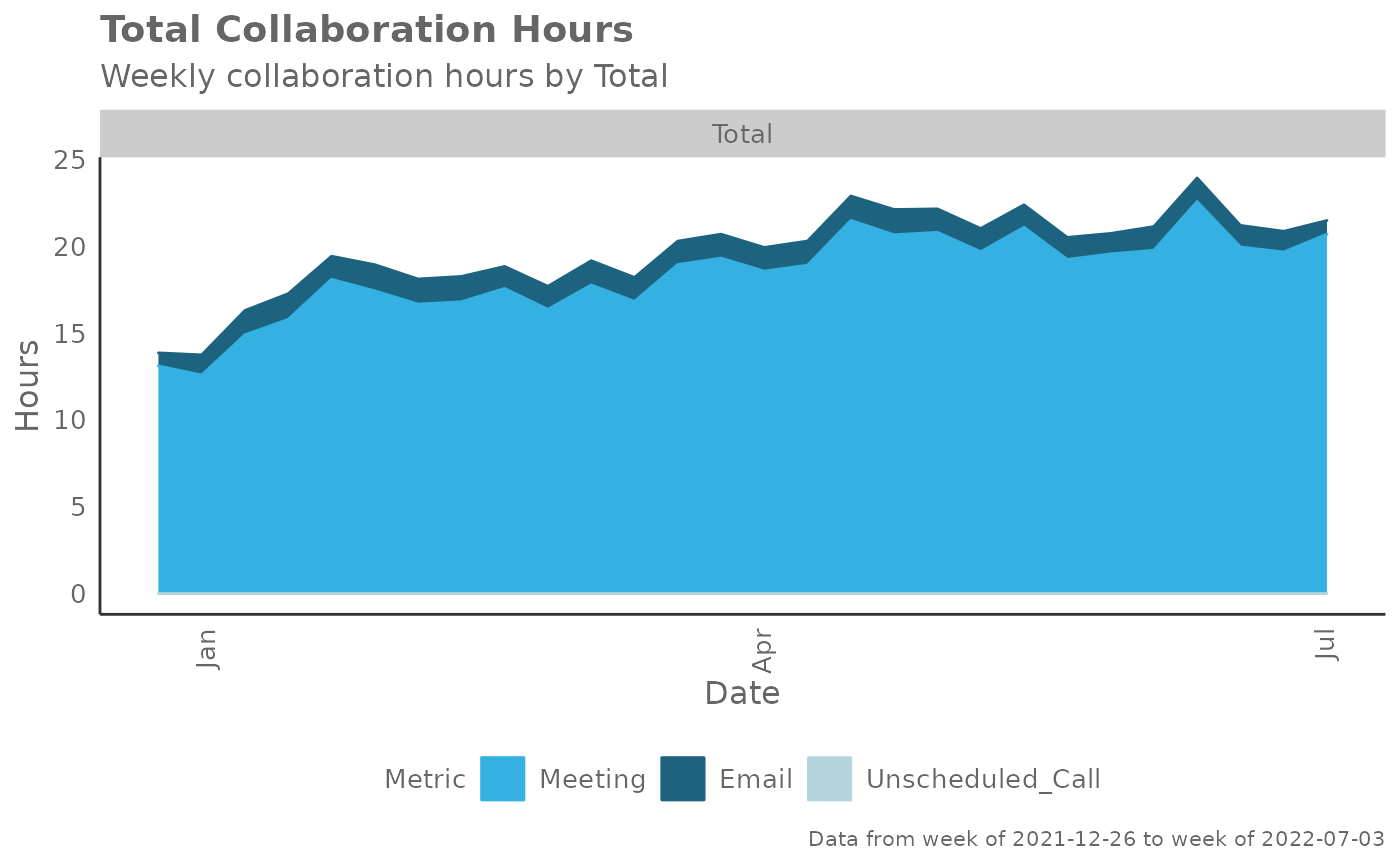 Total Collaboration Hours
Weekly collaboration hours by Total
Total
25
20
15
10
5
0
Hours
Jan
Apr
Jul
Date
Metric Meeting Email Unscheduled_Call
Data from week of 2021-12-26 to week of 2022-07-03